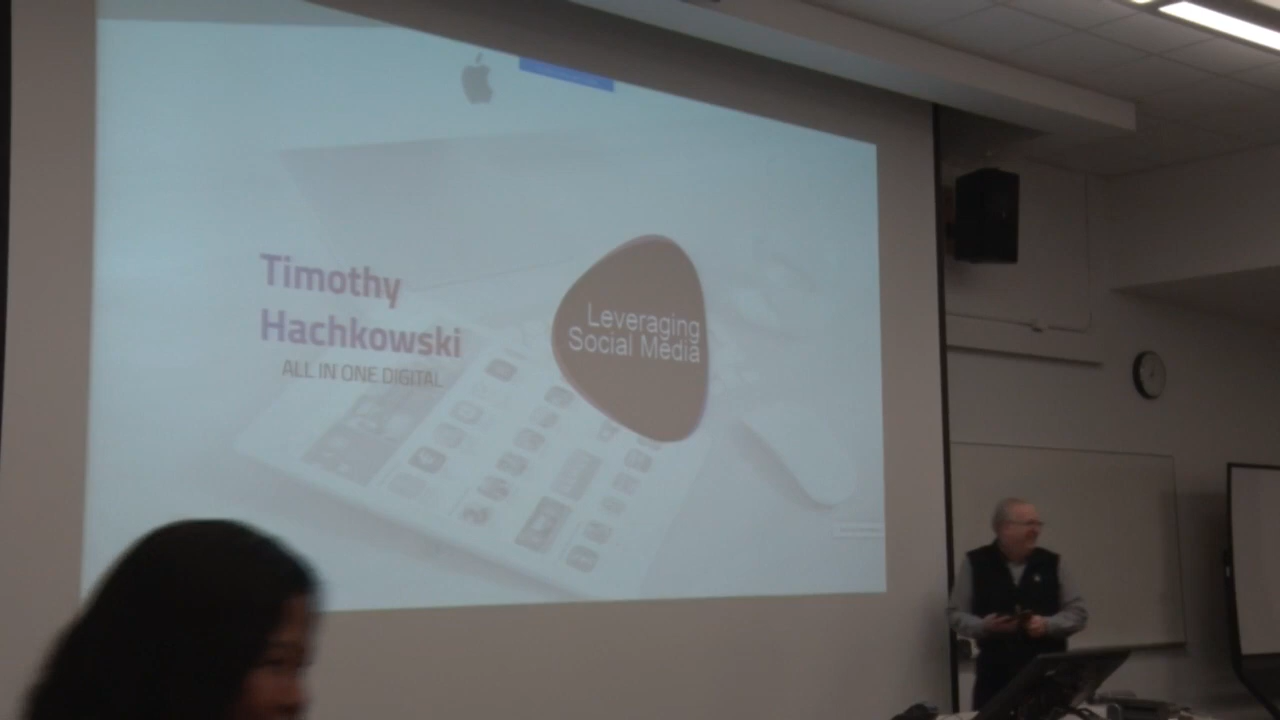 Timothy
Hachkowski
ALL IN ONE DIGITAL
Leveraging
Social Media